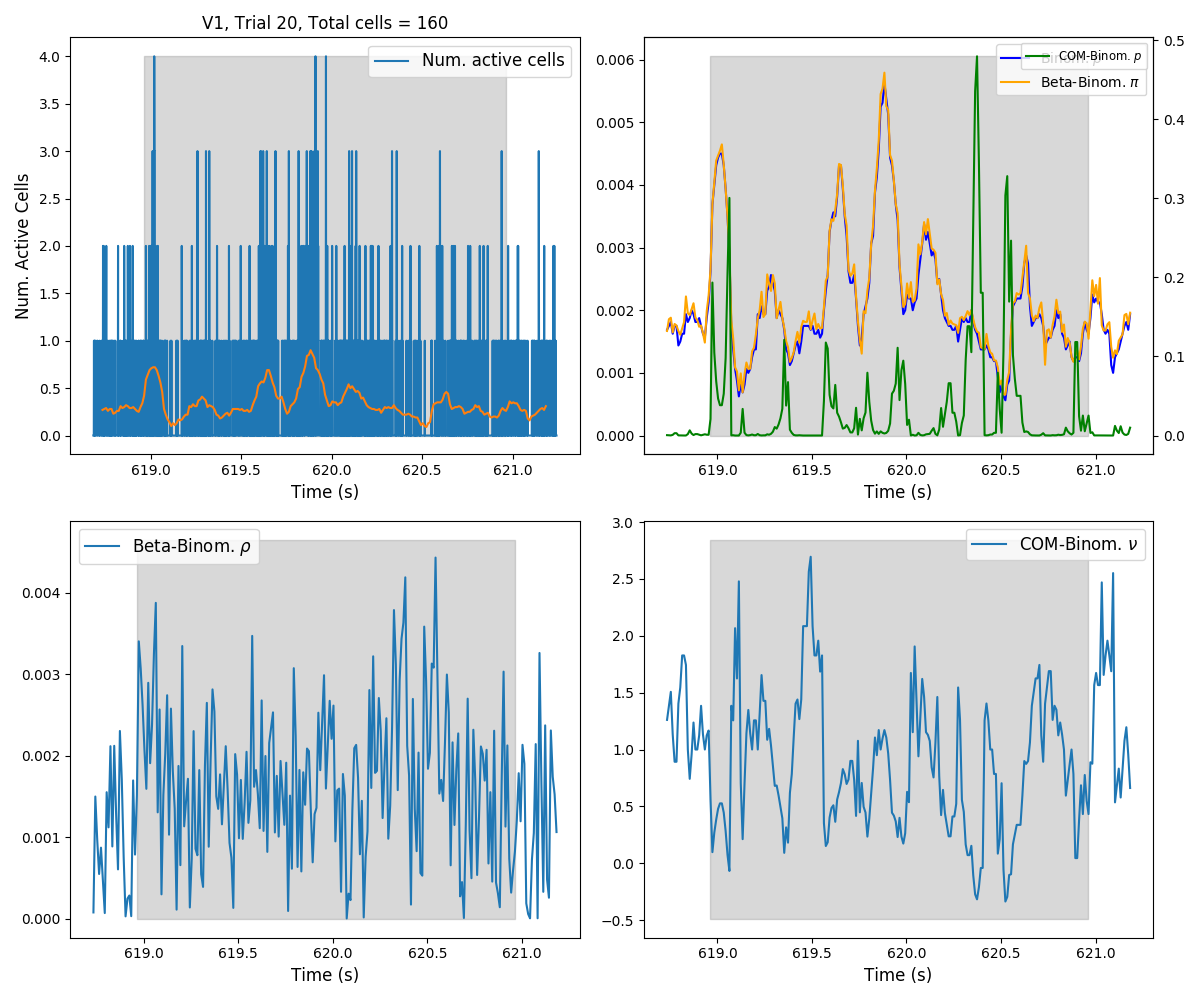 V1, Trial 20, Total cells = 160
Num. active cells
4.0
3.5
3.0
2.5
2.0
1.5
1.0
0.5
0.0
Num. Active Cells
619.0 619.5 620.0 620.5 621.0
Time (s)
COM-Binom. p
Beta-Binom. π
0.006
0.005
0.004
0.003
0.002
0.001
0.000
0.5
0.4
0.3
0.2
0.1
0.0
619.0 619.5 620.0 620.5 621.0
Time (s)
Beta-Binom. ρ
0.004
0.003
0.002
0.001
0.000
619.0 619.5 620.0 620.5 621.0
Time (s)
COM-Binom. ν
3.0
2.5
2.0
1.5
1.0
0.5
0.0
−0.5
619.0 619.5 620.0 620.5 621.0
Time (s)